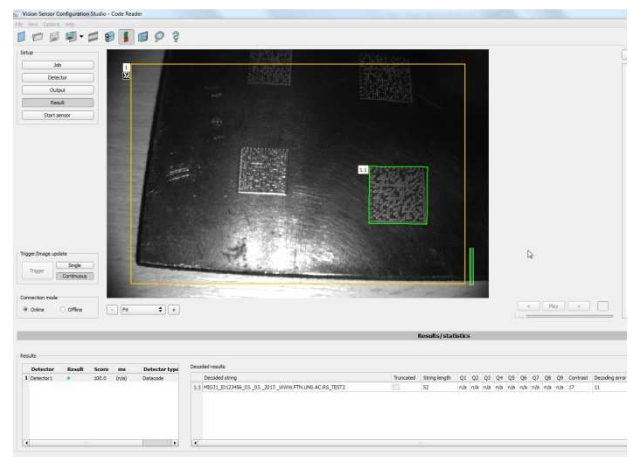 Vision Sensor Configuration Studio - Code Reader
File View Options Help
Setup
Job
Detector
Output
Result
Start sensor
1
1.1
Trigger/Image update
Trigger
Single
Continuous
Connection mode
Online
Offline
- Fit +
< Play >
Results/statistics
Results
Detector Result Score ms Detector type
1 Detector1 100.0 (n/a) Datacode
Decoded results
Decoded string Truncated String length Q1 Q2 Q3 Q4 Q5 Q6 Q7 Q8 Q9 Contrast Decoding error
52 n/a n/a n/a n/a n/a n/a n/a n/a n/a 17 11